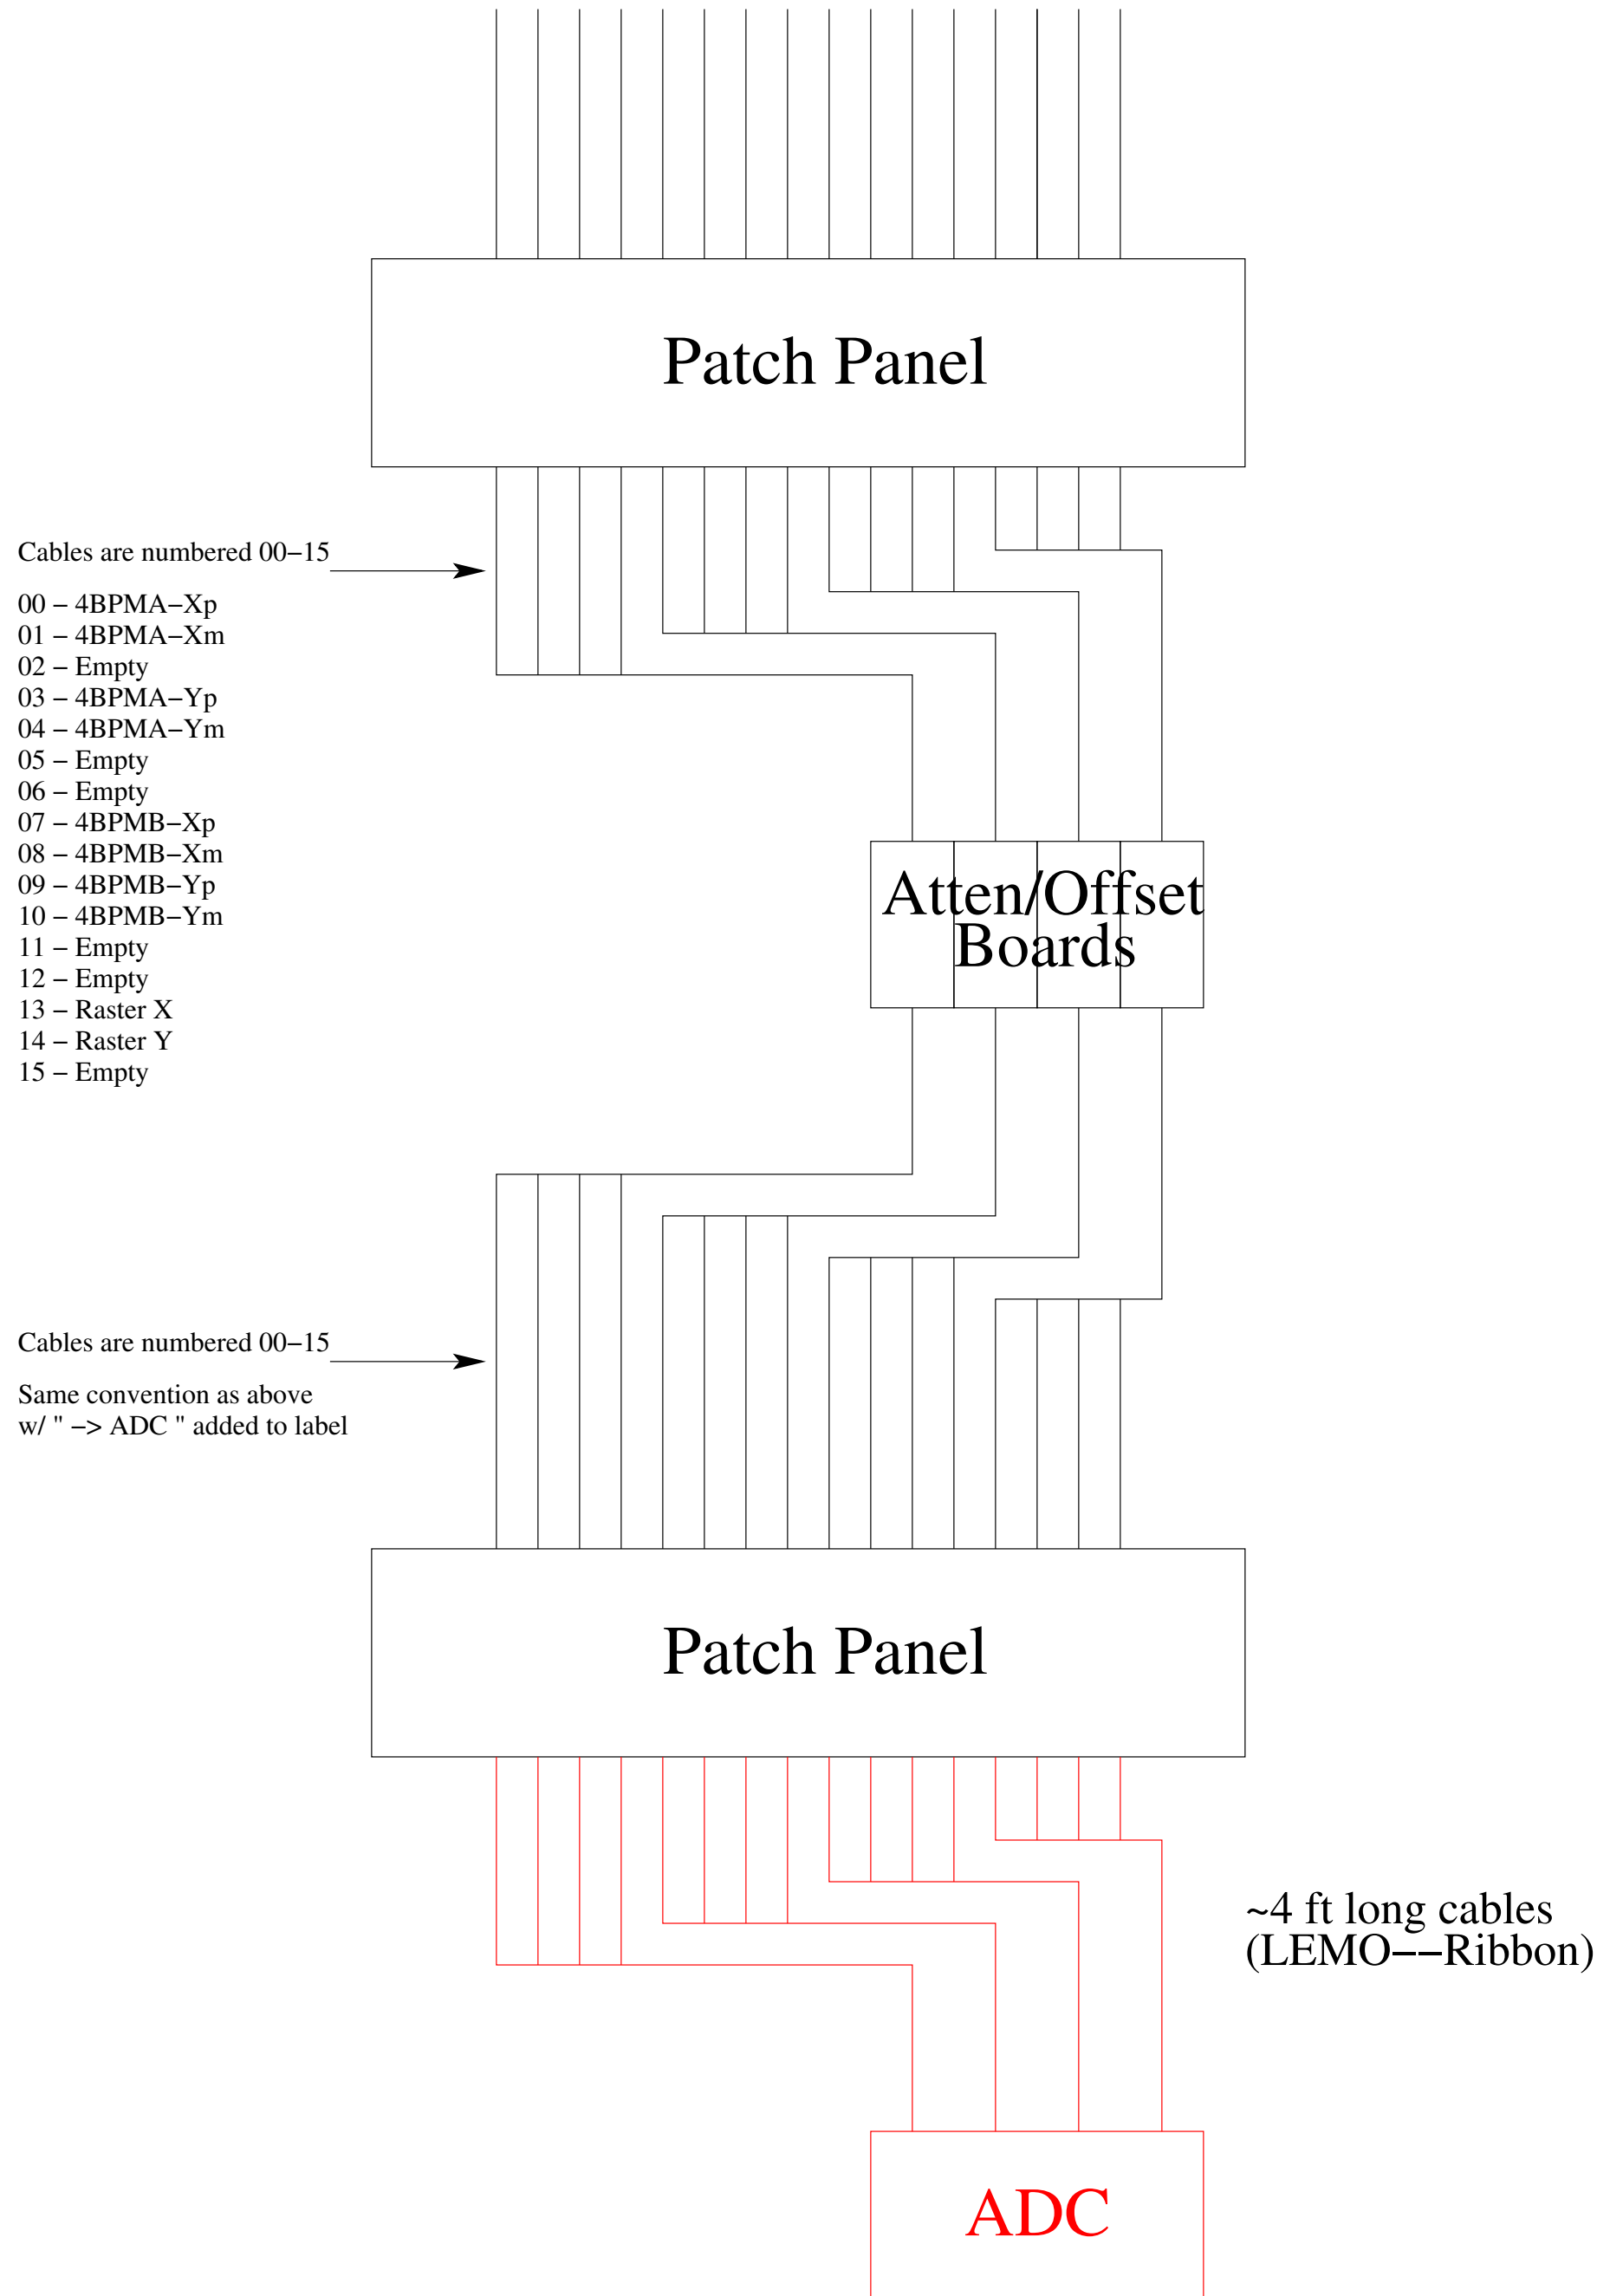 Patch Panel
Cables are numbered 00−15
00 − 4BPMA−Xp
01 − 4BPMA−Xm
02 − Empty
03 − 4BPMA−Yp
04 − 4BPMA−Ym
05 − Empty
06 − Empty
07 − 4BPMB−Xp
08 − 4BPMB−Xm
09 − 4BPMB−Yp
10 − 4BPMB−Ym
11 − Empty
12 − Empty
13 − Raster X
14 − Raster Y
15 − Empty
Atten/Offset
Boards
Cables are numbered 00−15
Same convention as above
w/ " −> ADC " added to label
Patch Panel
~4 ft long cables
(LEMO−−Ribbon)
ADC